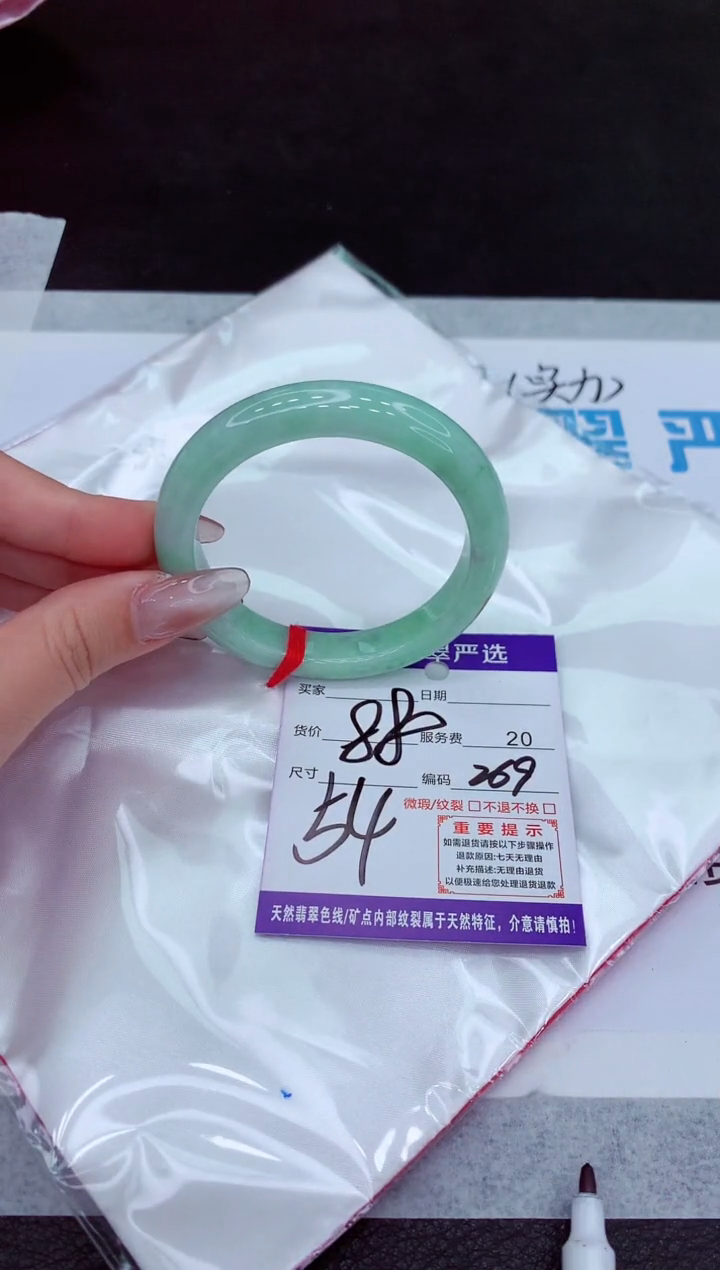 （实力）
翠 严
翠严选
买家 日期
货价 88 服务费 20
尺寸 54 编码 269
微瑕/纹裂 □ 不退不换 □
重要提示
如需退货请按以下步骤操作
退款原因:七天无理由
补充描述:无理由退货
以便极速给您处理退货退款
天然翡翠色线/矿点内部纹裂属于天然特征，介意请慎拍!